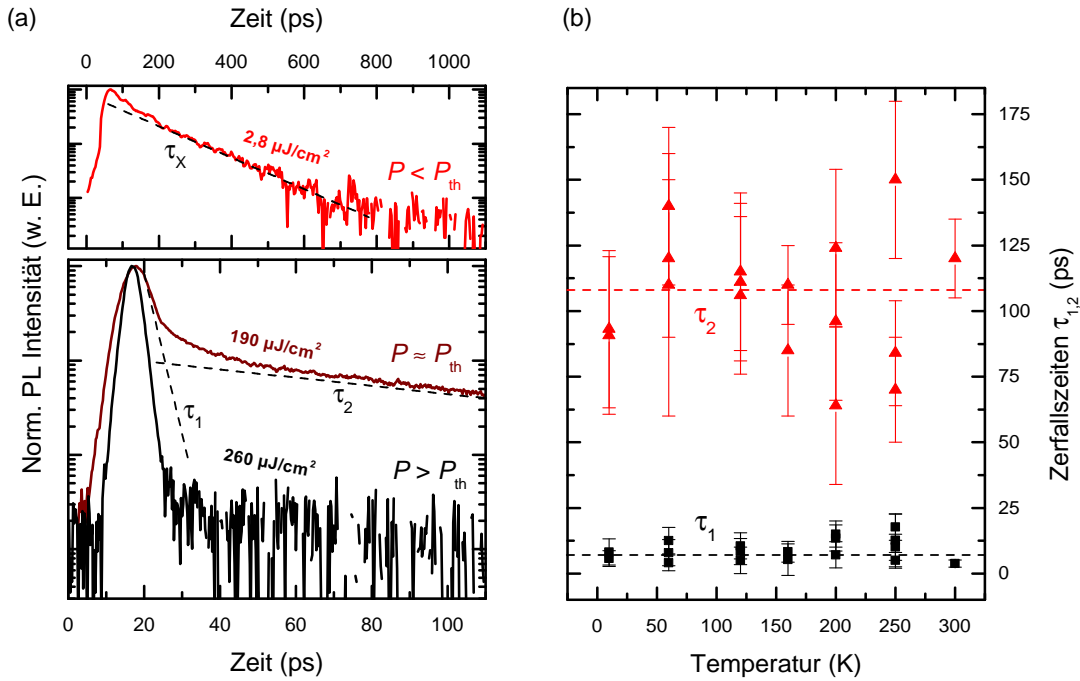 (a)
Zeit (ps)
0 200 400 600 800 1000
2,8 µJ/cm²
τX
P < Pth
Norm. PL Intensität (w. E.)
190 µJ/cm²
P ≈ Pth
τ2
τ1
260 µJ/cm²
P > Pth
0 20 40 60 80 100
Zeit (ps)
(b)
175
150
125
100
75
50
25
0
τ2
τ1
Zerfallszeiten τ1,2 (ps)
0 50 100 150 200 250 300
Temperatur (K)